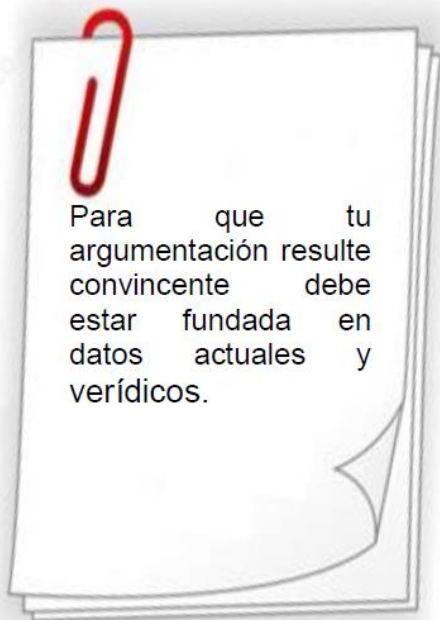 Para que tu
argumentación resulte
convincente debe
estar fundada en
datos actuales y
verídicos.